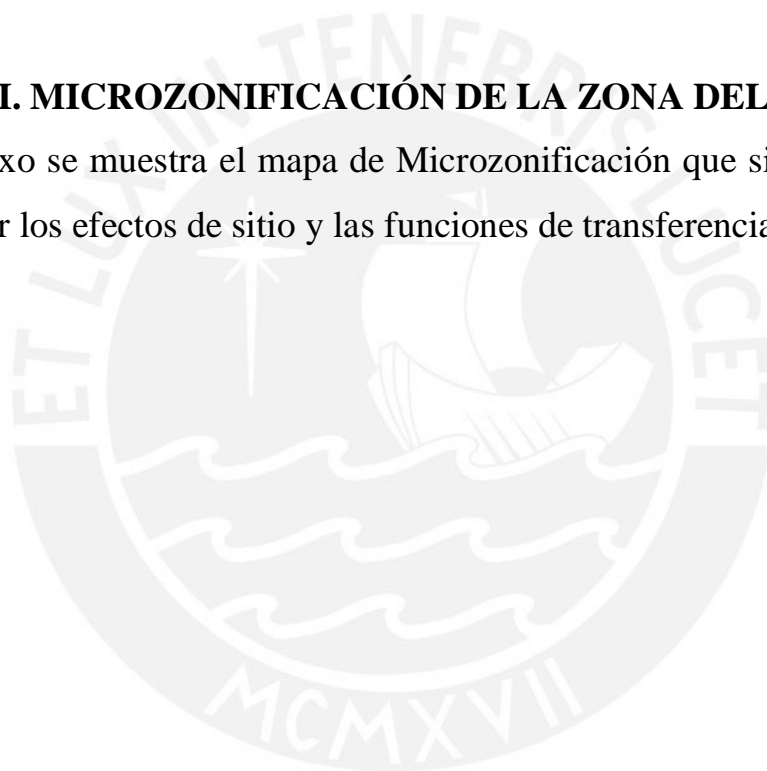 I. MICROZONIFICACIÓN DE LA ZONA DEL
xo se muestra el mapa de Microzonificación que si
r los efectos de sitio y las funciones de transferencia
ET LUX IN TENEBRIS LUCET
MCMXVII